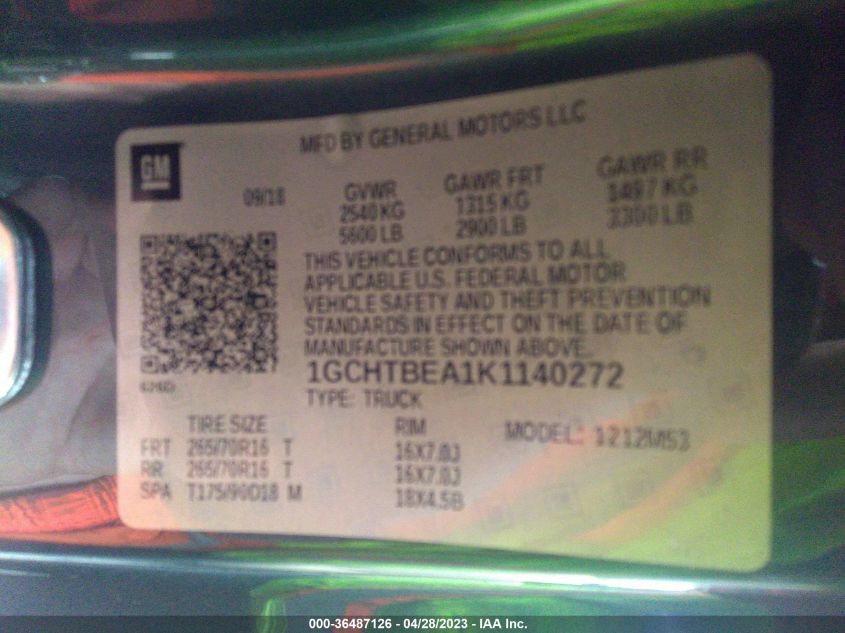 MFD BY GENERAL MOTORS LLC
GM
09/18
GVWR
2540 KG
5600 LB
GAWR FRT
1315 KG
2900 LB
GAWR RR
1497 KG
3300 LB
THIS VEHICLE CONFORMS TO ALL
APPLICABLE U.S. FEDERAL MOTOR
VEHICLE SAFETY AND THEFT PREVENTION
STANDARDS IN EFFECT ON THE DATE OF
MANUFACTURE SHOWN ABOVE.
1GCHTBEA1K1140272
TYPE: TRUCK
TIRE SIZE RIM MODEL: 1212M53
FRT 265/70R16 T 16X7.0J
RR 265/70R16 T 16X7.0J
SPA T175/90D18 M 18X4.5B
000-36487126 - 04/28/2023 - IAA Inc.